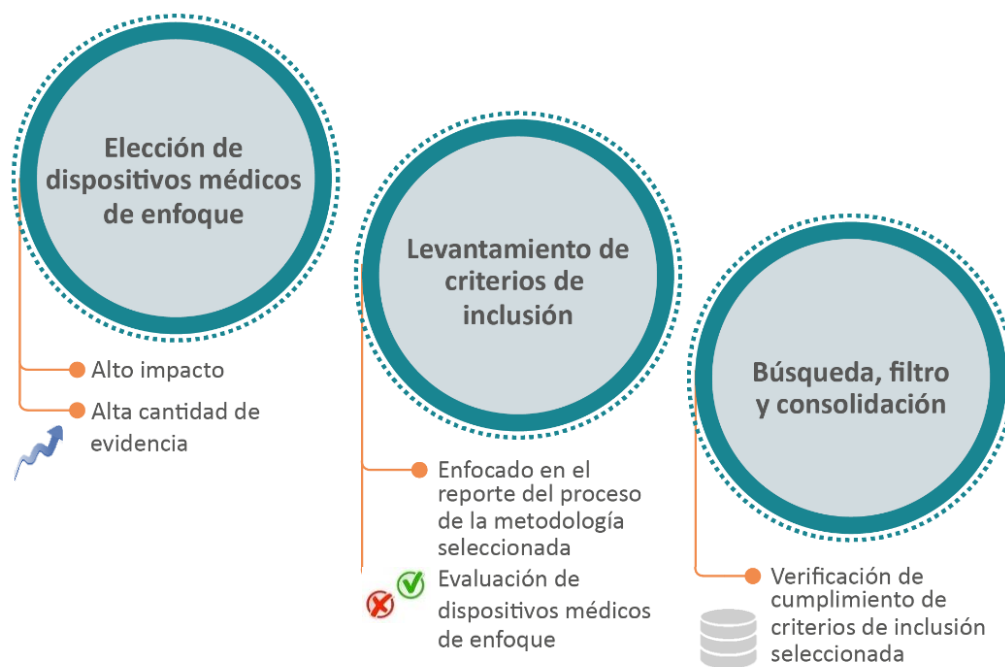 Elección de
dispositivos médicos
de enfoque
Alto impacto
Alta cantidad de
evidencia
Levantamiento de
criterios de
inclusión
Enfocado en el
reporte del proceso
de la metodología
seleccionada
Evaluación de
dispositivos médicos
de enfoque
Búsqueda, filtro
y consolidación
Verificación de
cumplimiento de
criterios de inclusión
seleccionada